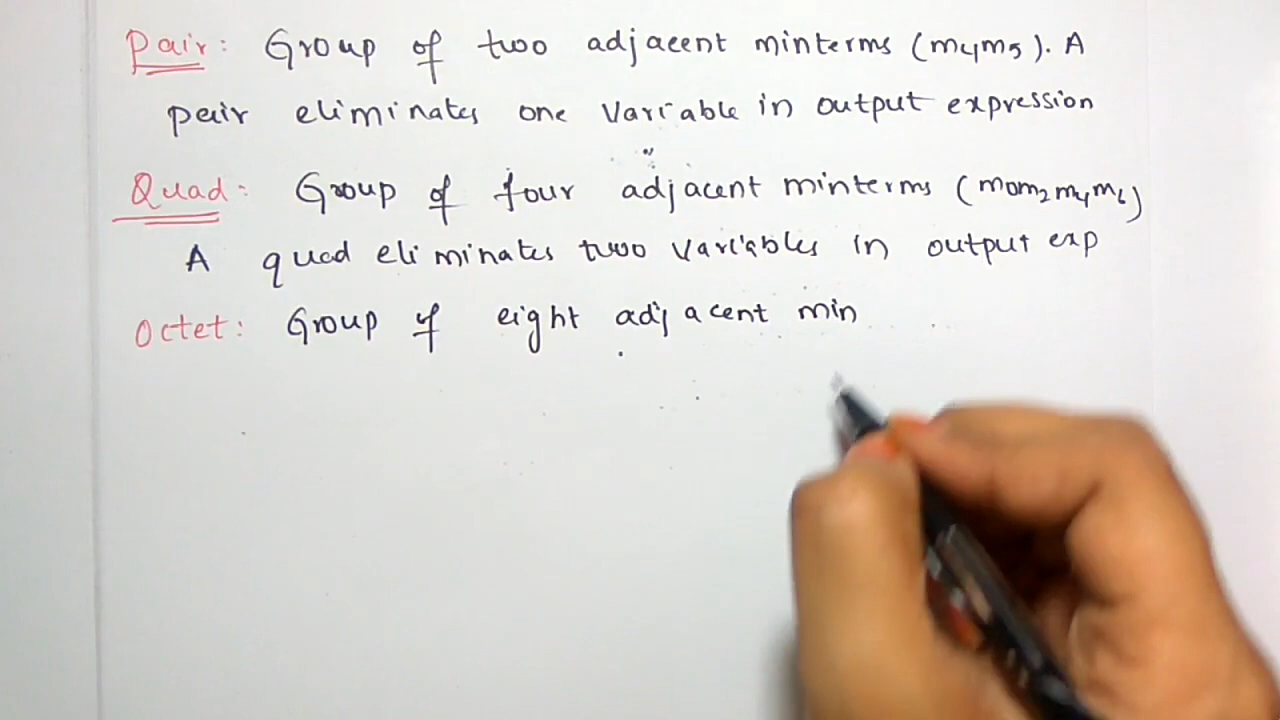 Pair: Group of two adjacent minterms (m4m5). A
pair eliminates one variable in output expression
Quad: Group of four adjacent minterms (m0m2m4m6)
A quad eliminates two variables in output exp
Octet: Group of eight adjacent min